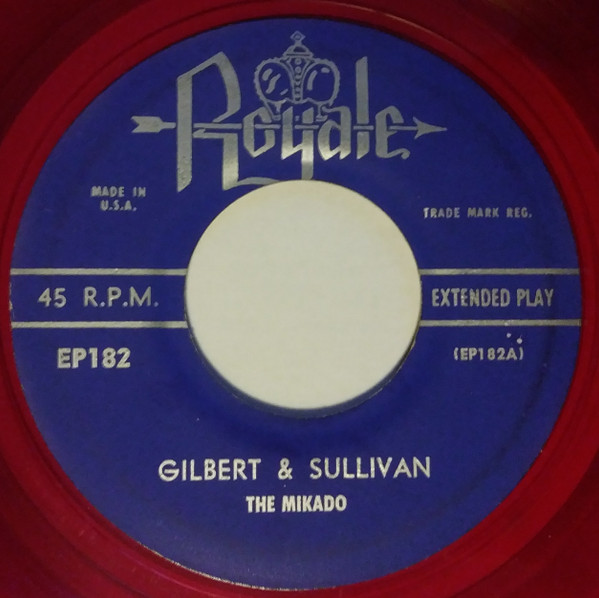 Royale
MADE IN
U.S.A.
TRADE MARK REG.
45 R.P.M.
EXTENDED PLAY
EP182
(EP182A)
GILBERT & SULLIVAN
THE MIKADO